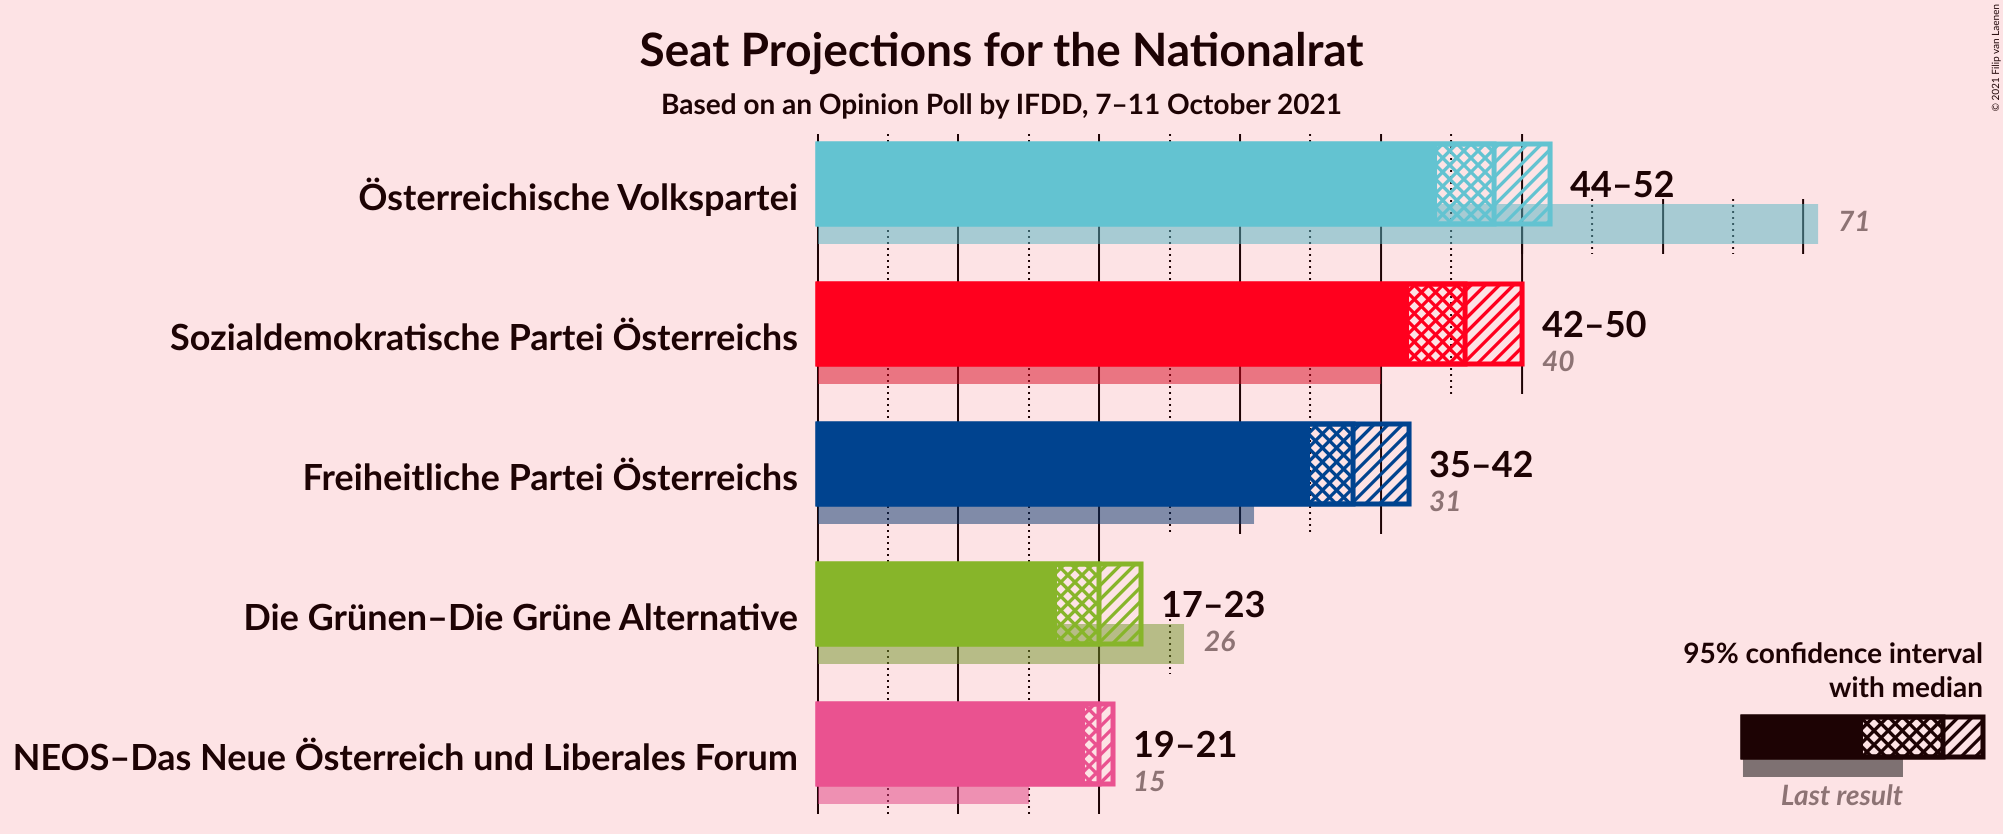 Seat Projections for the Nationalrat
Based on an Opinion Poll by IFDD, 7–11 October 2021
© 2021 Filip van Laenen
Österreichische Volkspartei
44–52
71
Sozialdemokratische Partei Österreichs
42–50
40
Freiheitliche Partei Österreichs
35–42
31
Die Grünen–Die Grüne Alternative
17–23
26
NEOS–Das Neue Österreich und Liberales Forum
19–21
15
95% confidence interval
with median
Last result